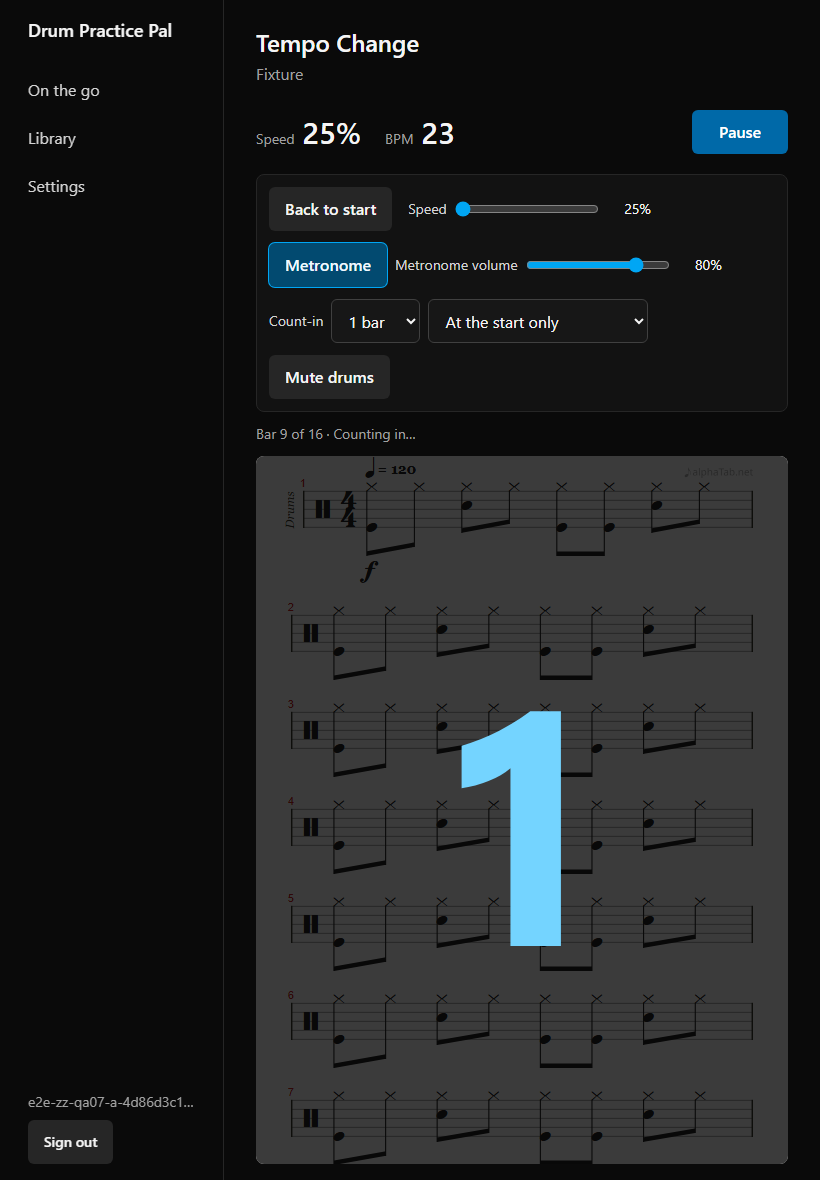 Drum Practice Pal
On the go
Library
Settings
e2e-zz-qa07-a-4d86d3c1...
Sign out
Tempo Change
Fixture
Speed 25% BPM 23
Pause
Back to start Speed 25%
Metronome Metronome volume 80%
Count-in 1 bar At the start only
Mute drums
Bar 9 of 16 · Counting in...
= 120
♪alphaTab.net
1
Drums
4
4
f
2
3
1
4
5
6
7